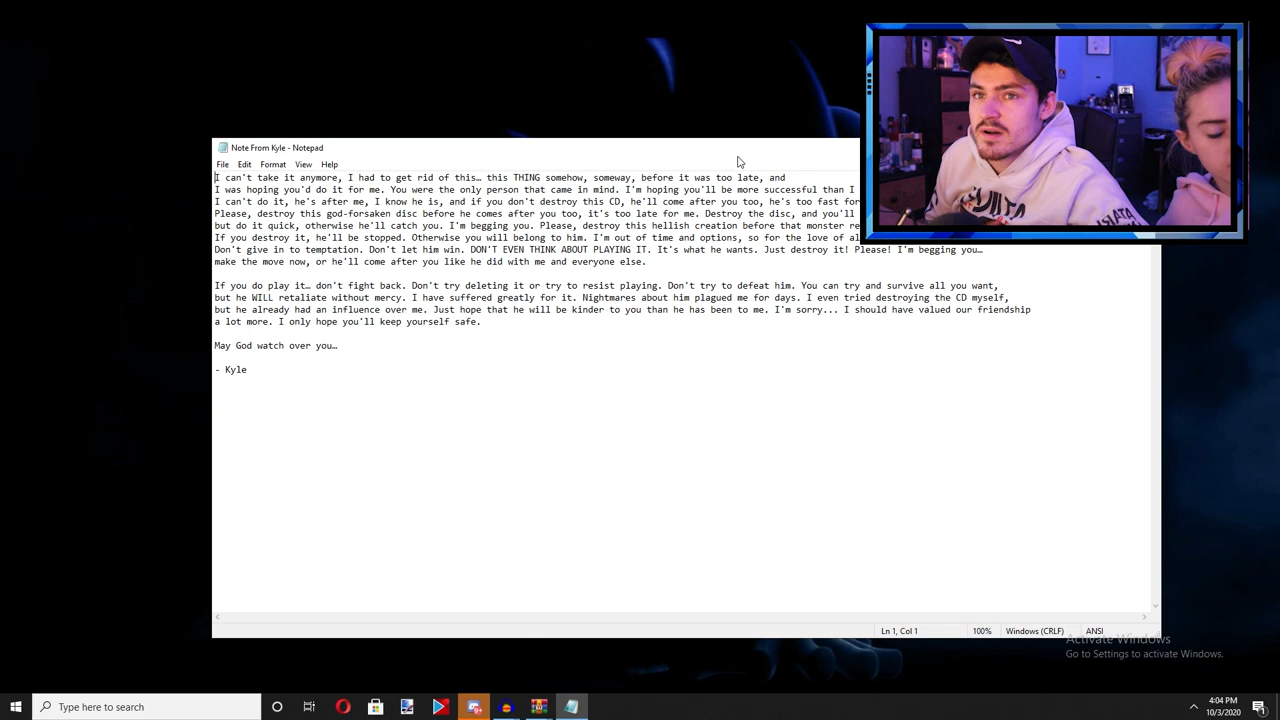 Note From Kyle - Notepad
File Edit Format View Help
I can't take it anymore, I had to get rid of this… this THING somehow, someway, before it was too late, and
I was hoping you'd do it for me. You were the only person that came in mind. I'm hoping you'll be more successful than I
I can't do it, he's after me, I know he is, and if you don't destroy this CD, he'll come after you too, he's too fast for
Please, destroy this god-forsaken disc before he comes after you too, it's too late for me. Destroy the disc, and you'll
but do it quick, otherwise he'll catch you. I'm begging you. Please, destroy this hellish creation before that monster re
If you destroy it, he'll be stopped. Otherwise you will belong to him. I'm out of time and options, so for the love of al
Don't give in to temptation. Don't let him win. DON'T EVEN THINK ABOUT PLAYING IT. It's what he wants. Just destroy it! Please! I'm begging you…
make the move now, or he'll come after you like he did with me and everyone else.
If you do play it… don't fight back. Don't try deleting it or try to resist playing. Don't try to defeat him. You can try and survive all you want,
but he WILL retaliate without mercy. I have suffered greatly for it. Nightmares about him plagued me for days. I even tried destroying the CD myself,
but he already had an influence over me. Just hope that he will be kinder to you than he has been to me. I'm sorry... I should have valued our friendship
a lot more. I only hope you'll keep yourself safe.
May God watch over you…
- Kyle
Ln 1, Col 1 100% Windows (CRLF) ANSI
Activate Windows
Go to Settings to activate Windows.
Type here to search
4:04 PM
10/3/2020